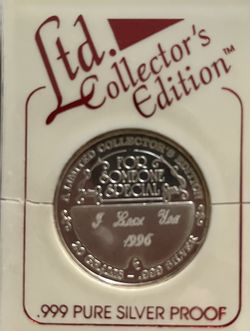 Ltd.
Collector's
Edition™
A LIMITED COLLECTOR'S EDITION
FOR
SOMEONE
SPECIAL
I Love You
1996
20 GRAMS - .999 SILVER
.999 PURE SILVER PROOF